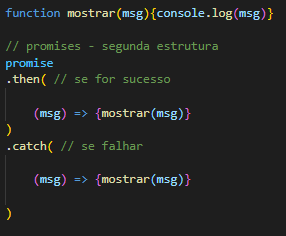 function mostrar(msg){console.log(msg)}
// promises - segunda estrutura
promise
.then( // se for sucesso
(msg) => {mostrar(msg)}
)
.catch( // se falhar
(msg) => {mostrar(msg)}
)